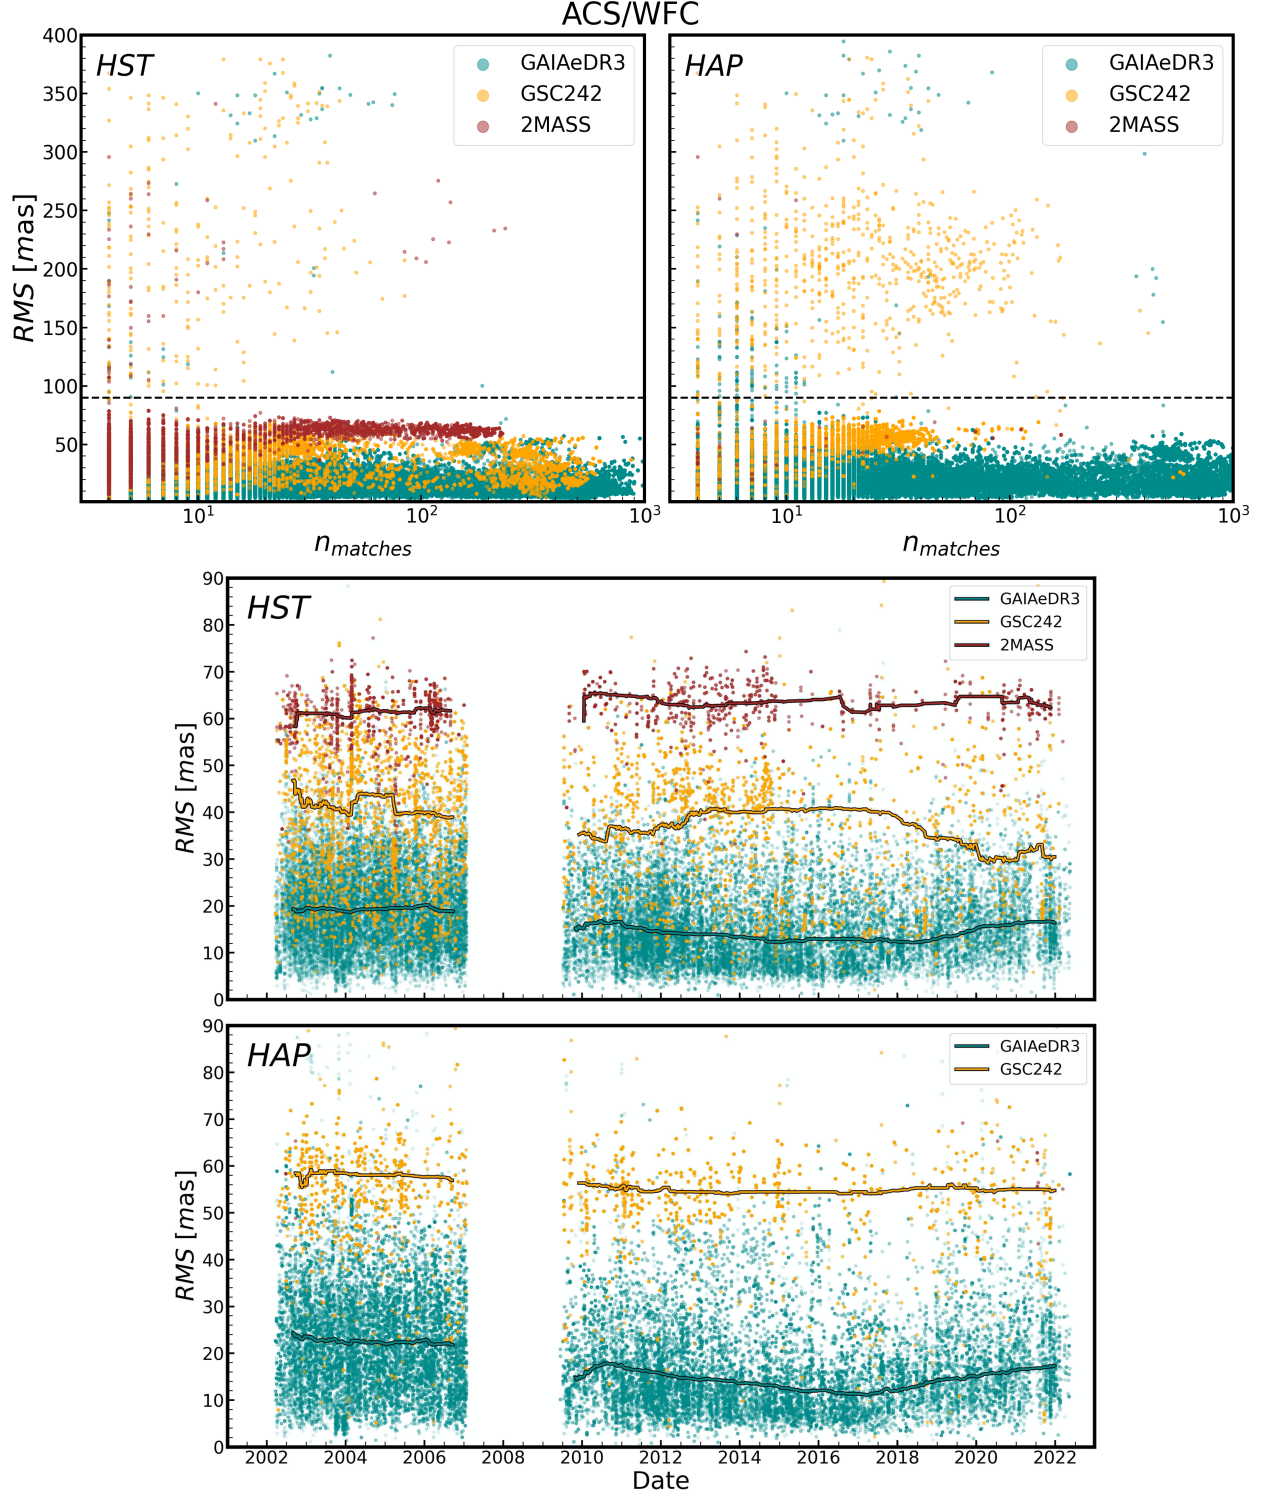 ACS/WFC
HST
GAIAeDR3
GSC242
2MASS
HAP
GAIAeDR3
GSC242
2MASS
400
350
300
250
200
150
100
50
RMS [mas]
10¹ 10² 10³
10¹ 10² 10³
n_matches
n_matches
HST
GAIAeDR3
GSC242
2MASS
90
80
70
60
50
40
30
20
10
0
RMS [mas]
HAP
GAIAeDR3
GSC242
90
80
70
60
50
40
30
20
10
0
RMS [mas]
2002 2004 2006 2008 2010 2012 2014 2016 2018 2020 2022
Date